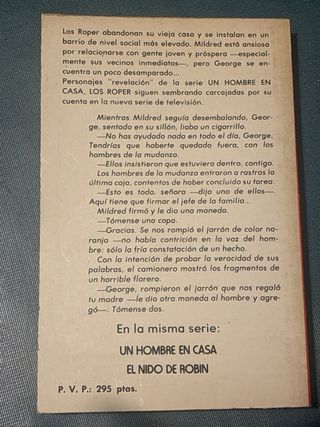 Los Roper abandonan su vieja casa y se instalan en un
barrio de nivel social más elevado. Mildred está ansiosa
por relacionarse con gente joven y próspera —especial-
mente sus vecinos inmediatos—, pero George se en-
cuentra un poco desamparado...
Personajes "revelación" de la serie UN HOMBRE EN
CASA, LOS ROPER siguen sembrando carcajadas por su
cuenta en la nueva serie de televisión.
Mientras Mildred seguía desembalando, Geor-
ge, sentado en su sillón, liaba un cigarrillo.
—No has ayudado nada en todo el día, George.
Tendrías que haberte quedado fuera, con los
hombres de la mudanza.
—Ellos insistieron que estuviera dentro, contigo.
Los hombres de la mudanza entraron a rastras la
última caja, contentos de haber concluido su tarea.
—Esto es todo, señora —dijo uno de ellos—.
Aquí tiene que firmar el jefe de la familia...
Mildred firmó y le dio una moneda.
—Tómense una copa.
—Gracias. Se nos rompió el jarrón de color na-
ranja —no había contrición en la voz del hom-
bre: sólo la fría constatación de un hecho.
Con la intención de probar la veracidad de sus
palabras, el camionero mostró los fragmentos de
un horrible florero.
—George, rompieron el jarrón que nos regaló
tu madre —le dio otra moneda al hombre y agre-
gó—: Tómense dos.
En la misma serie:
UN HOMBRE EN CASA
EL NIDO DE ROBIN
P. V. P.: 295 ptas.